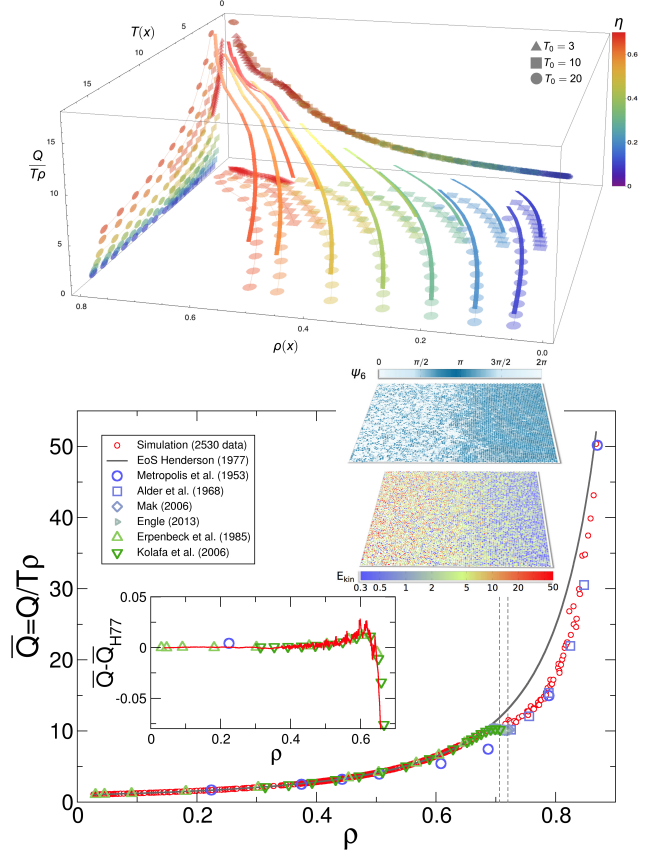 T(x)
0
5
10
15
η
0.6
0.4
0.2
0
T₀ = 3
T₀ = 10
T₀ = 20
Q
Tρ
15
10
5
0
0.8
0.6
0.4
0.2
0.0
ρ(x)
ψ₆
0 π/2 π 3π/2 2π
Simulation (2530 data)
EoS Henderson (1977)
Metropolis et al. (1953)
Alder et al. (1968)
Mak (2006)
Engle (2013)
Erpenbeck et al. (1985)
Kolafa et al. (2006)
E_kin
0.3 0.5 1 2 5 10 20 50
Q̅=Q/Tρ
50
40
30
20
10
0
0.05
0
-0.05
Q̅-Q̅_H77
0 0.2 0.4 0.6
ρ
0 0.2 0.4 0.6 0.8
ρ